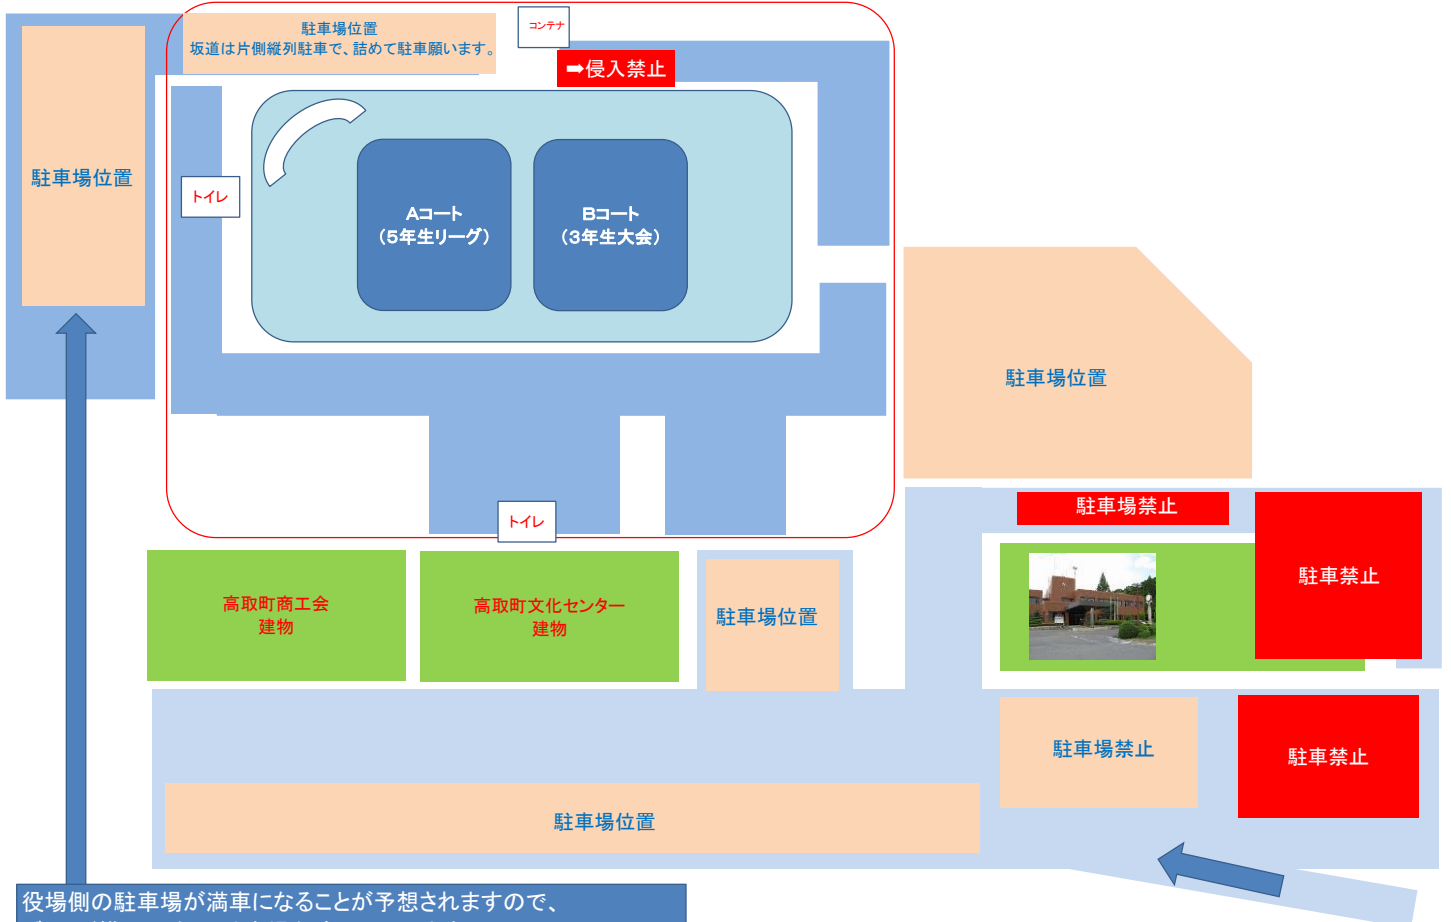 駐車場位置
坂道は片側縦列駐車で、詰めて駐車願います。
コンテナ
➡侵入禁止
駐車場位置
トイレ
Aコート
（5年生リーグ）
Bコート
（3年生大会）
駐車場位置
駐車場禁止
トイレ
駐車禁止
高取町商工会
建物
高取町文化センター
建物
駐車場位置
駐車場禁止
駐車禁止
駐車場位置
役場側の駐車場が満車になることが予想されますので、